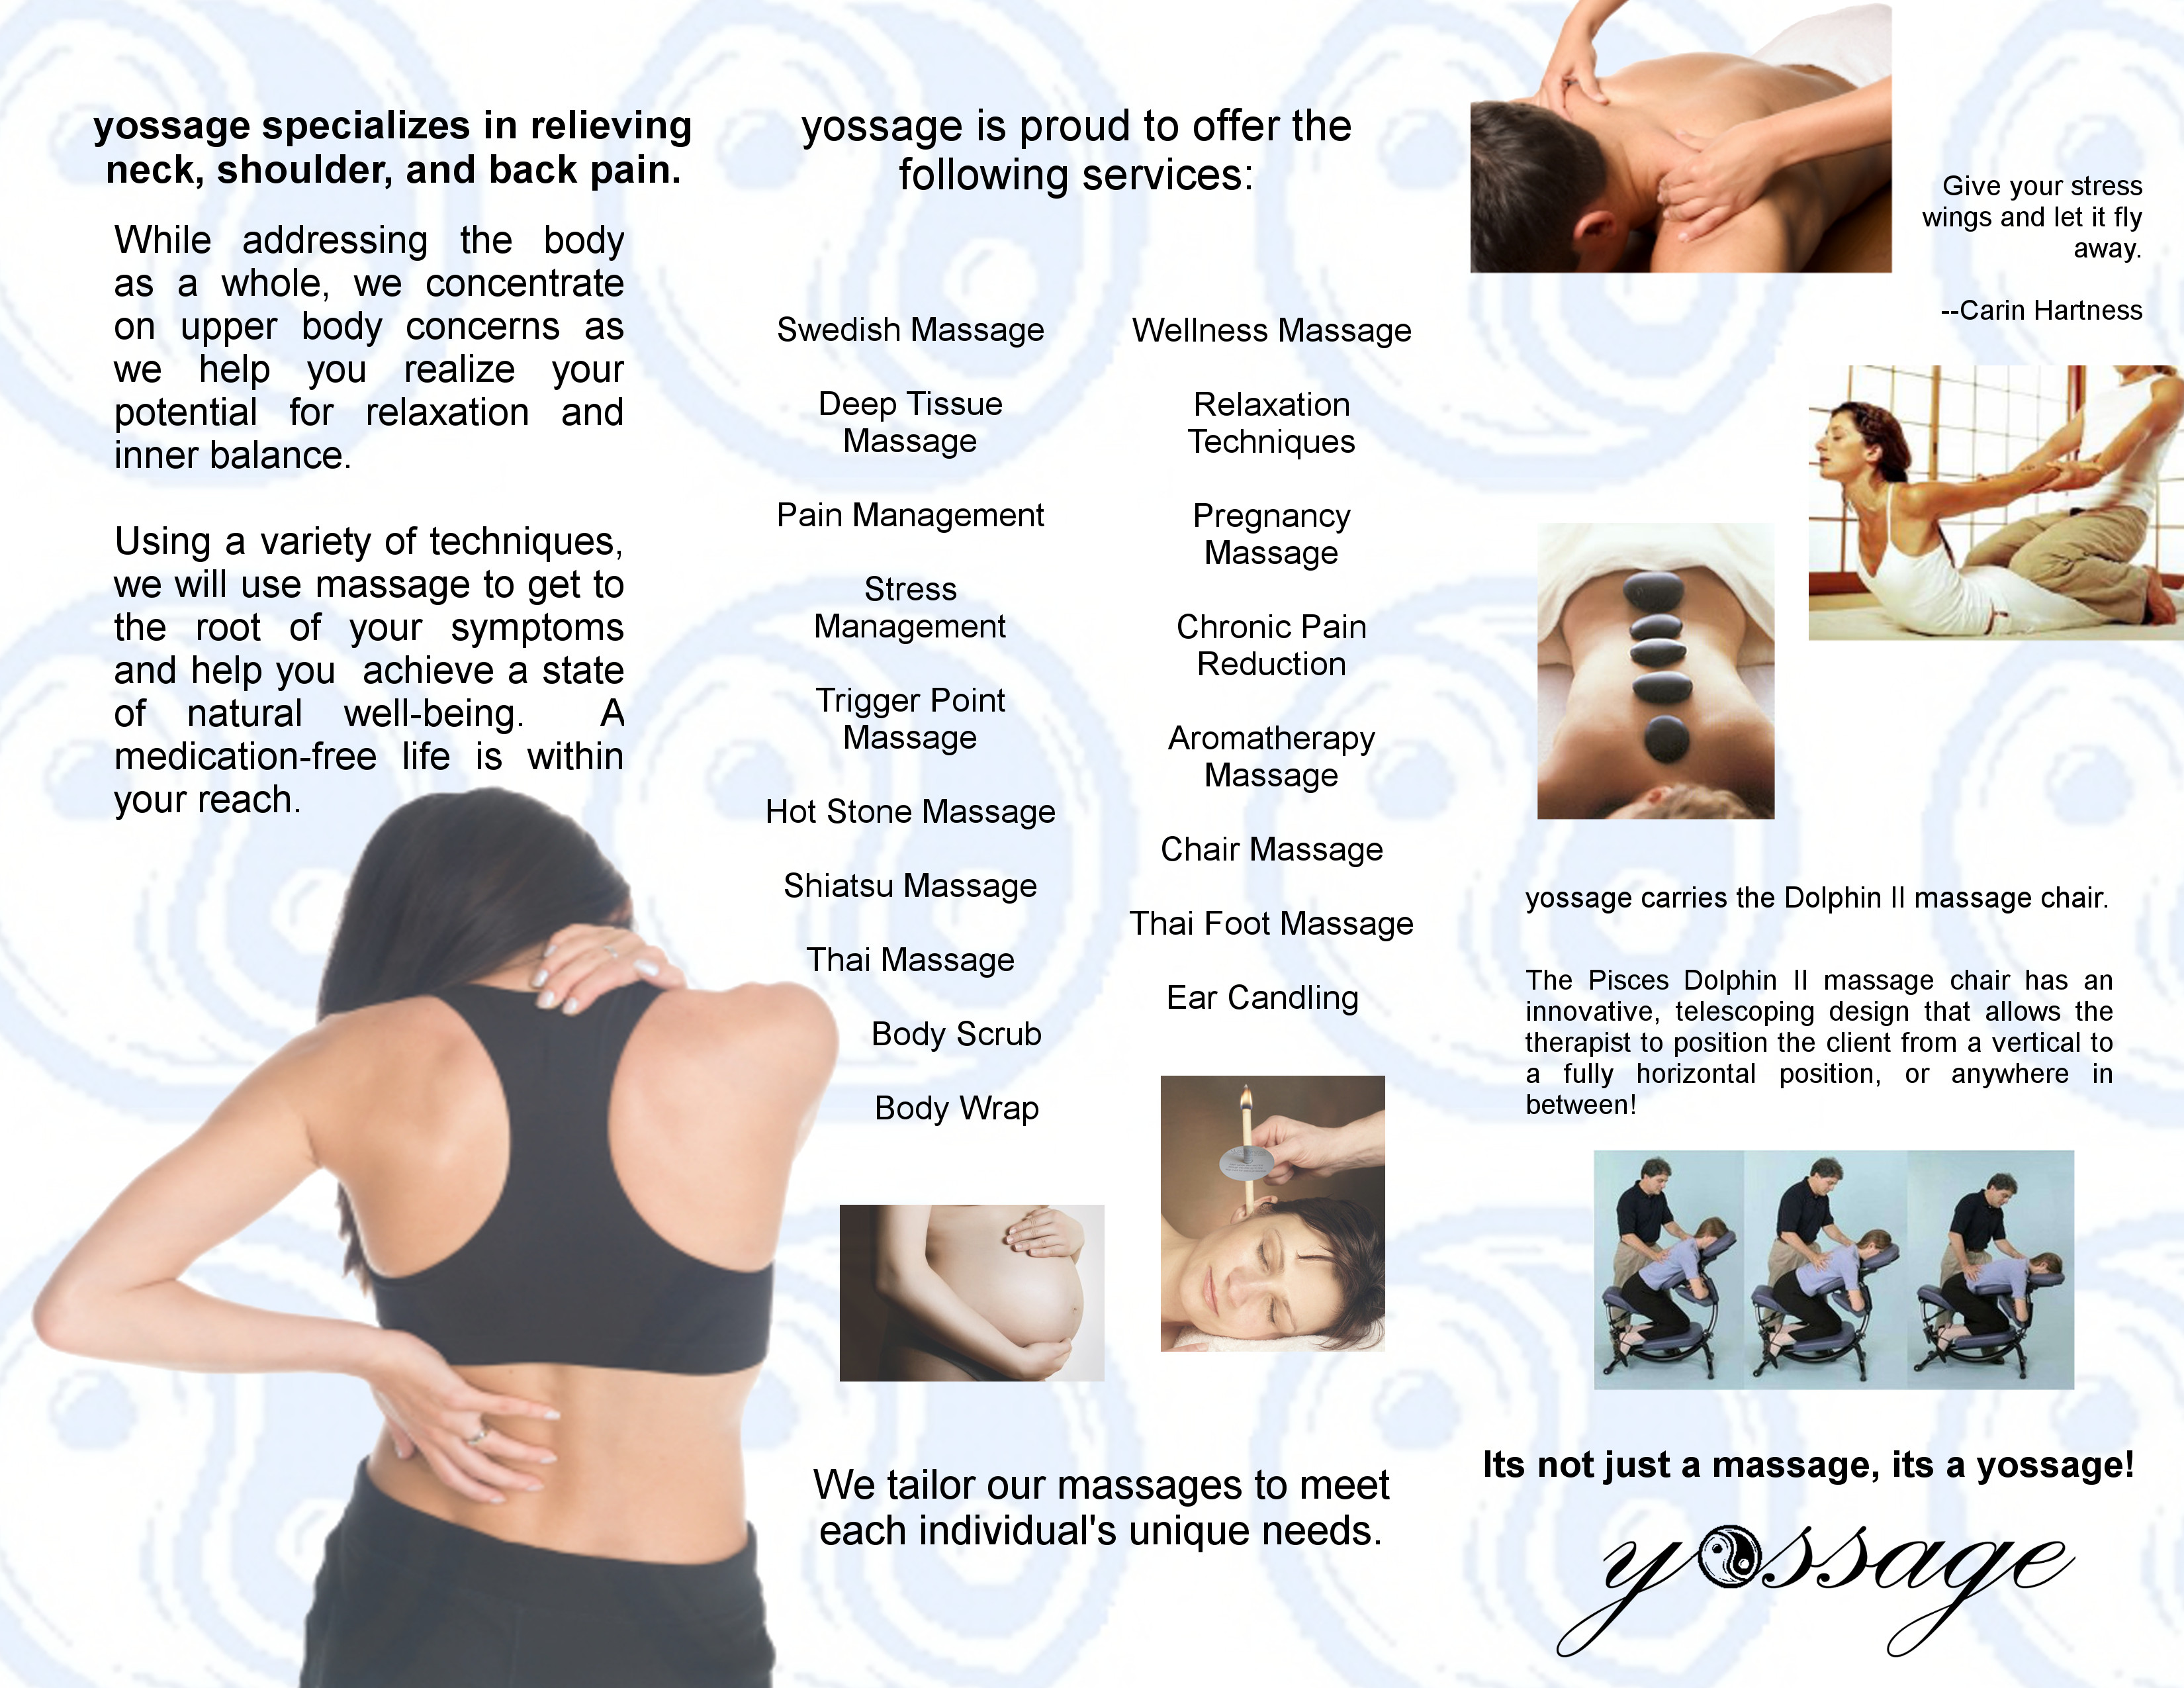 yossage specializes in relieving
neck, shoulder, and back pain.
While addressing the body
as a whole, we concentrate
on upper body concerns as
we help you realize your
potential for relaxation and
inner balance.
Using a variety of techniques,
we will use massage to get to
the root of your symptoms
and help you achieve a state
of natural well-being. A
medication-free life is within
your reach.
yossage is proud to offer the
following services:
Swedish Massage
Deep Tissue
Massage
Pain Management
Stress
Management
Trigger Point
Massage
Hot Stone Massage
Shiatsu Massage
Thai Massage
Body Scrub
Body Wrap
Wellness Massage
Relaxation
Techniques
Pregnancy
Massage
Chronic Pain
Reduction
Aromatherapy
Massage
Chair Massage
Thai Foot Massage
Ear Candling
We tailor our massages to meet
each individual's unique needs.
Give your stress
wings and let it fly
away.
--Carin Hartness
yossage carries the Dolphin II massage chair.
The Pisces Dolphin II massage chair has an
innovative, telescoping design that allows the
therapist to position the client from a vertical to
a fully horizontal position, or anywhere in
between!
Its not just a massage, its a yossage!
yossage